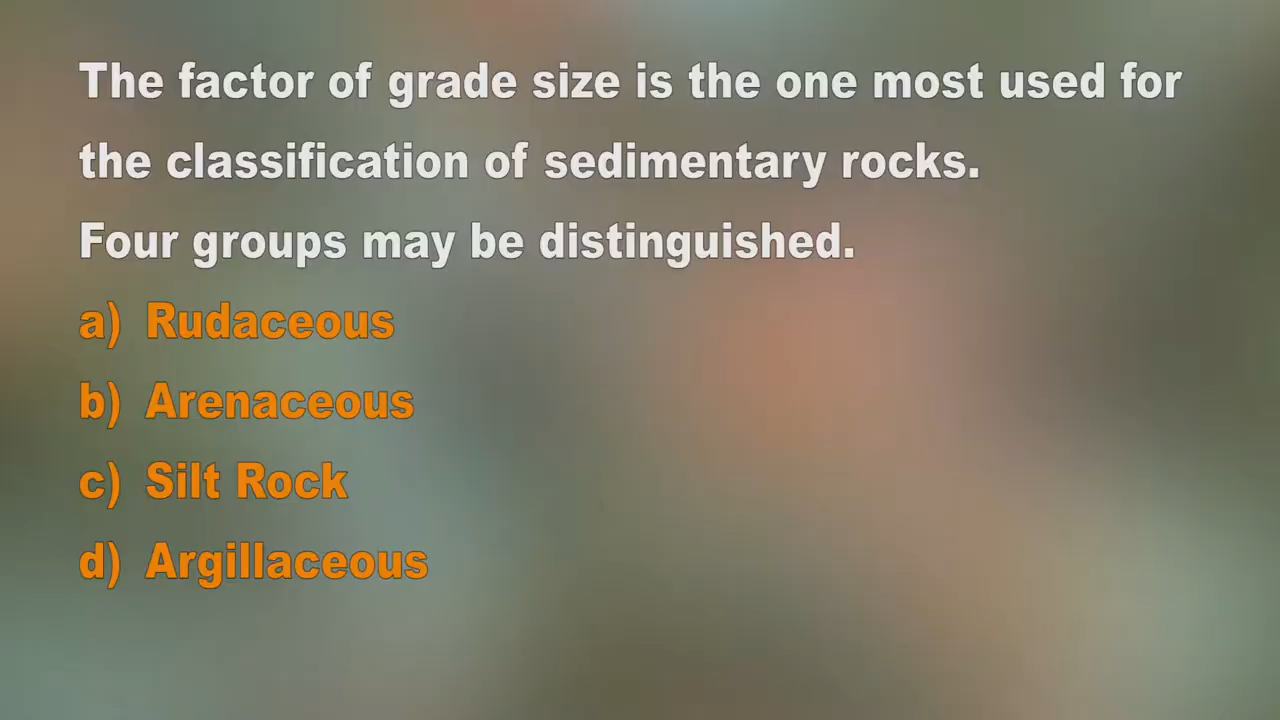 The factor of grade size is the one most used for
the classification of sedimentary rocks.
Four groups may be distinguished.
a) Rudaceous
b) Arenaceous
c) Silt Rock
d) Argillaceous